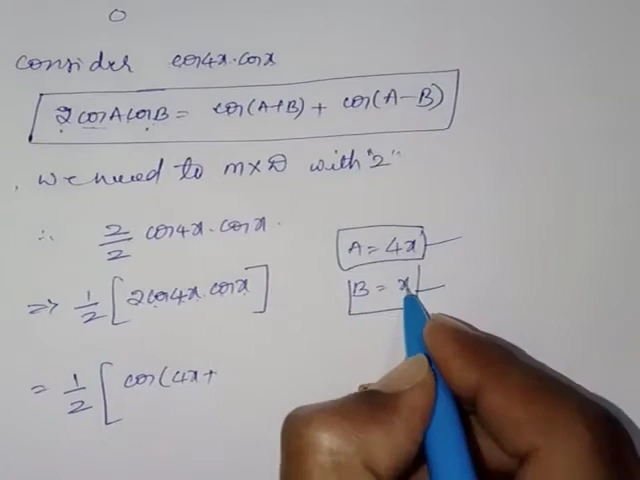 0
consider cos4x.cosx
2cosAcosB = cos(A+B) + cos(A-B)
we need to m x D with "2"
∴ 2/2 cos4x.cosx.
A = 4x
=> 1/2 [2cos4x.cosx]
B = x
= 1/2 [cos(4x+